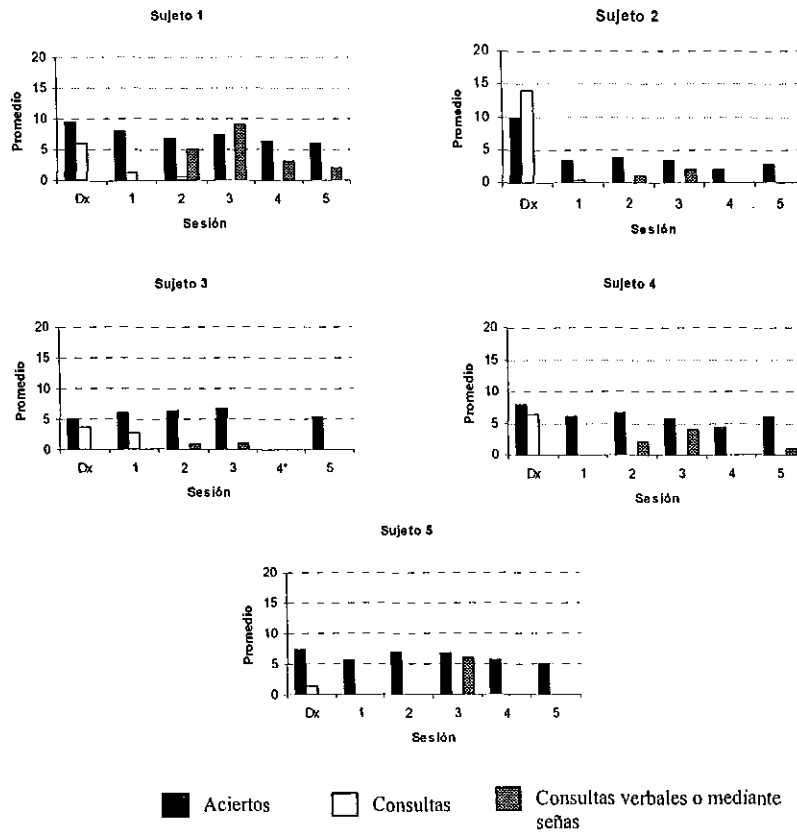 Sujeto 1
20
15
10
5
0
Promedio
Dx 1 2 3 4 5
Sesión
Sujeto 2
20
15
10
5
0
Promedio
Dx 1 2 3 4 5
Sesión
Sujeto 3
20
15
10
5
0
Promedio
Dx 1 2 3 4* 5
Sesión
Sujeto 4
20
15
10
5
0
Promedio
Dx 1 2 3 4 5
Sesión
Sujeto 5
20
15
10
5
0
Promedio
Dx 1 2 3 4 5
Sesión
Aciertos
Consultas
Consultas verbales o mediante
señas